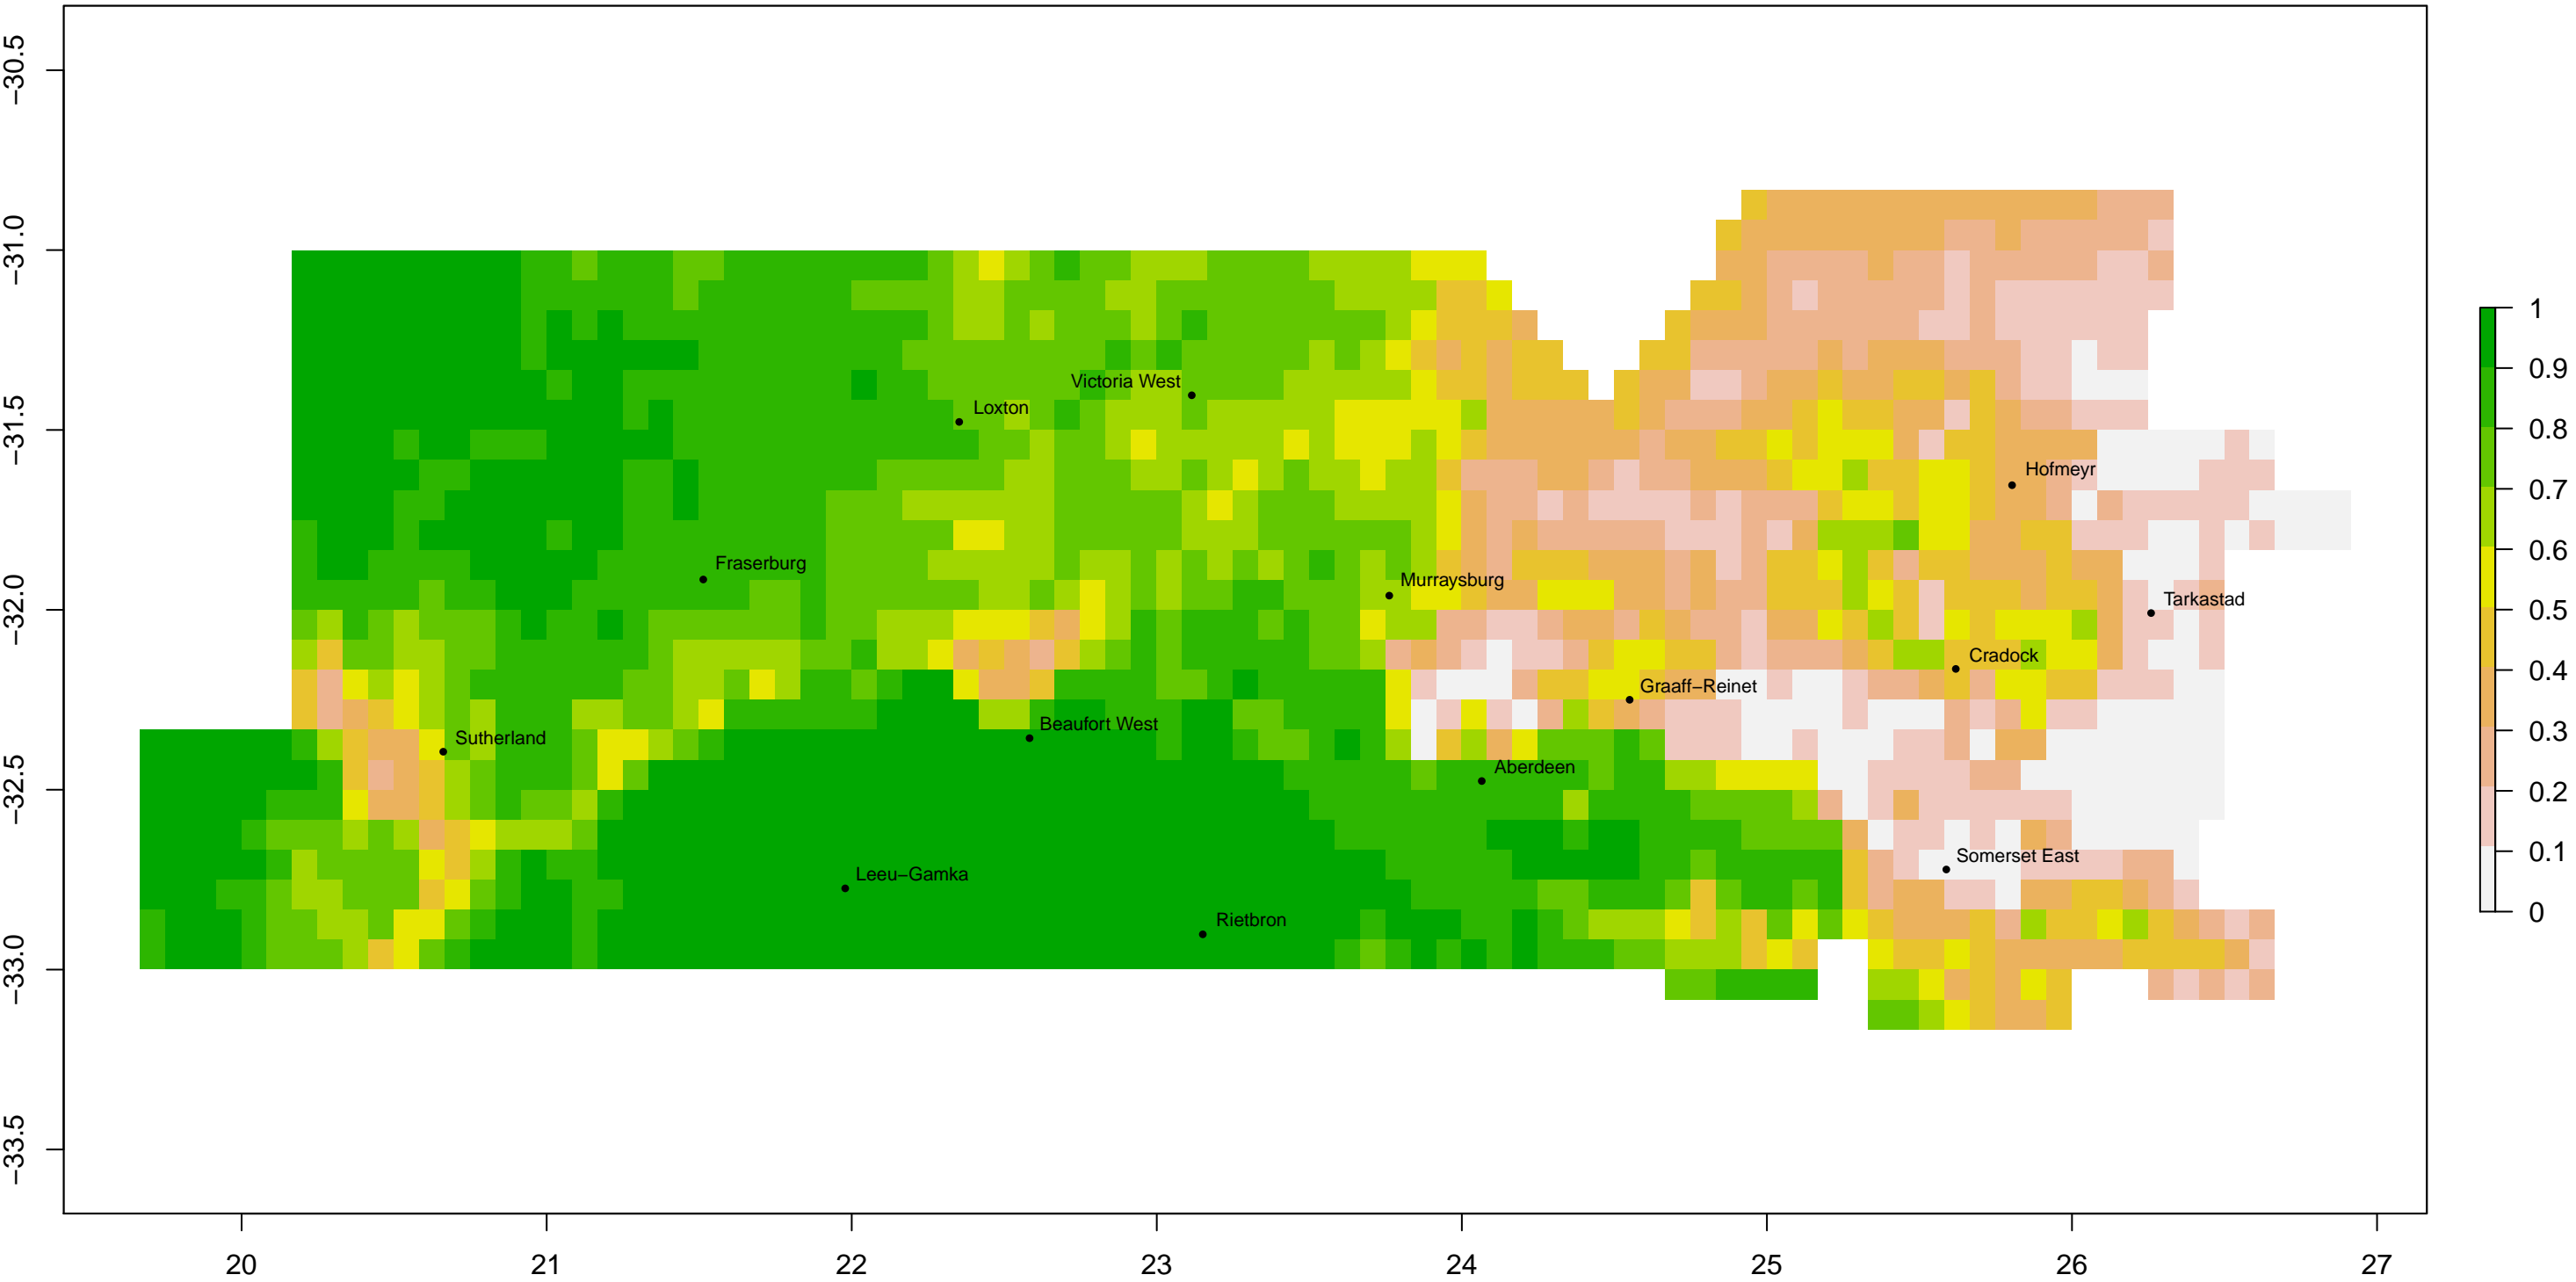 −30.5
−31.0
−31.5
−32.0
−32.5
−33.0
−33.5
Victoria West
Loxton
Hofmeyr
Fraserburg
Murraysburg
Tarkastad
Cradock
Graaff−Reinet
Beaufort West
Sutherland
Aberdeen
Somerset East
Leeu−Gamka
Rietbron
1
0.9
0.8
0.7
0.6
0.5
0.4
0.3
0.2
0.1
0
20 21 22 23 24 25 26 27